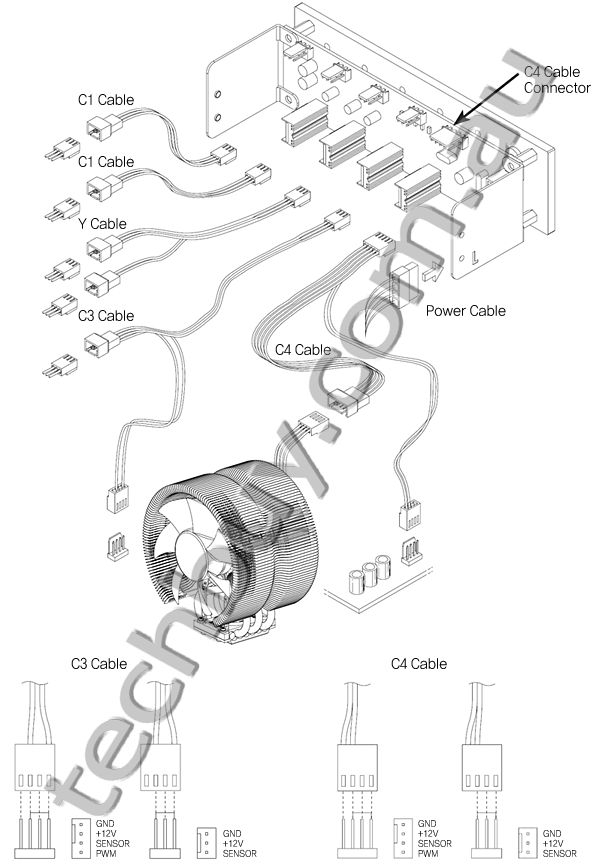 C4 Cable
Connector
C1 Cable
C1 Cable
Y Cable
C3 Cable
L
Power Cable
C4 Cable
techbuy.com.au
C3 Cable
C4 Cable
GND
+12V
SENSOR
PWM
GND
+12V
SENSOR
GND
+12V
SENSOR
PWM
GND
+12V
SENSOR